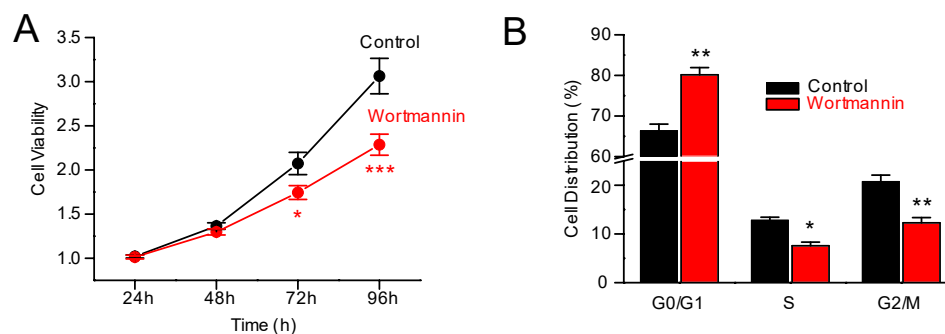 A
Cell Viability
3.5
3.0
2.5
2.0
1.5
1.0
Control
Wortmannin
*
***
24h
48h
72h
96h
Time (h)
B
Cell Distribution (%)
90
80
70
60
20
10
0
**
*
**
Control
Wortmannin
G0/G1
S
G2/M